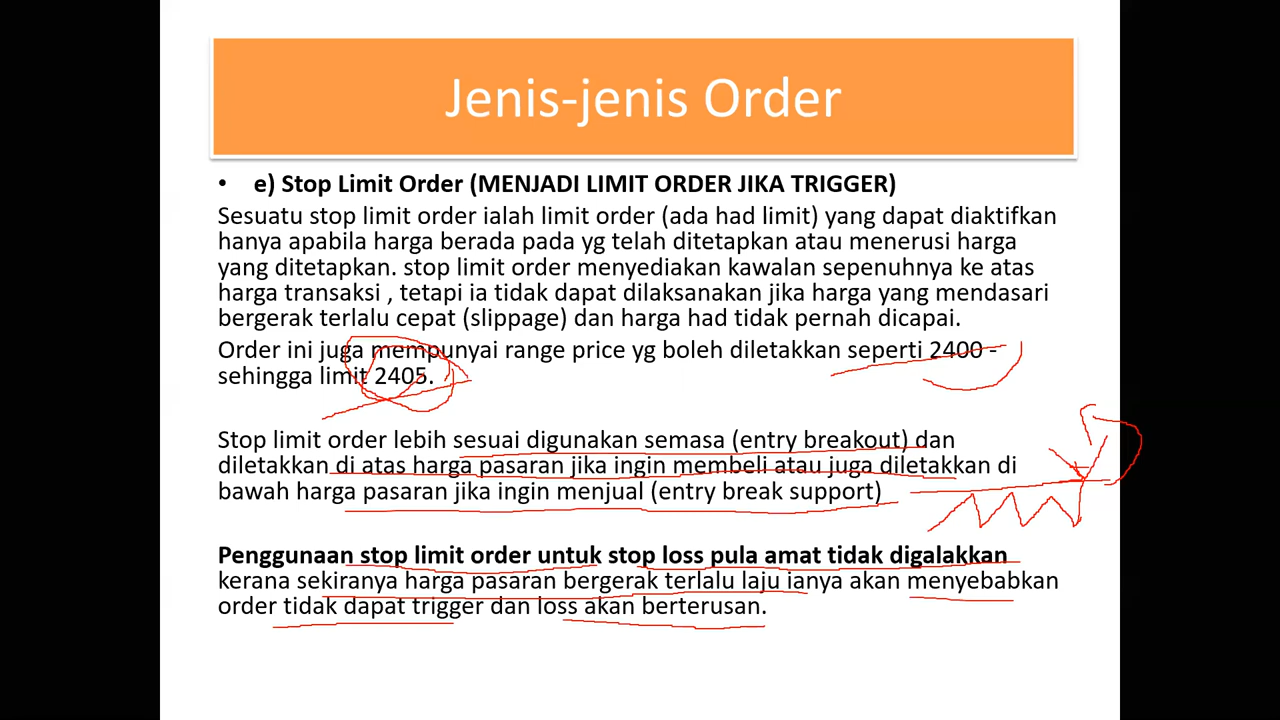 Jenis-jenis Order
• e) Stop Limit Order (MENJADI LIMIT ORDER JIKA TRIGGER)
Sesuatu stop limit order ialah limit order (ada had limit) yang dapat diaktifkan
hanya apabila harga berada pada yg telah ditetapkan atau menerusi harga
yang ditetapkan. stop limit order menyediakan kawalan sepenuhnya ke atas
harga transaksi , tetapi ia tidak dapat dilaksanakan jika harga yang mendasari
bergerak terlalu cepat (slippage) dan harga had tidak pernah dicapai.
Order ini juga mempunyai range price yg boleh diletakkan seperti 2400 -
sehingga limit 2405.
Stop limit order lebih sesuai digunakan semasa (entry breakout) dan
diletakkan di atas harga pasaran jika ingin membeli atau juga diletakkan di
bawah harga pasaran jika ingin menjual (entry break support)
Penggunaan stop limit order untuk stop loss pula amat tidak digalakkan
kerana sekiranya harga pasaran bergerak terlalu laju ianya akan menyebabkan
order tidak dapat trigger dan loss akan berterusan.